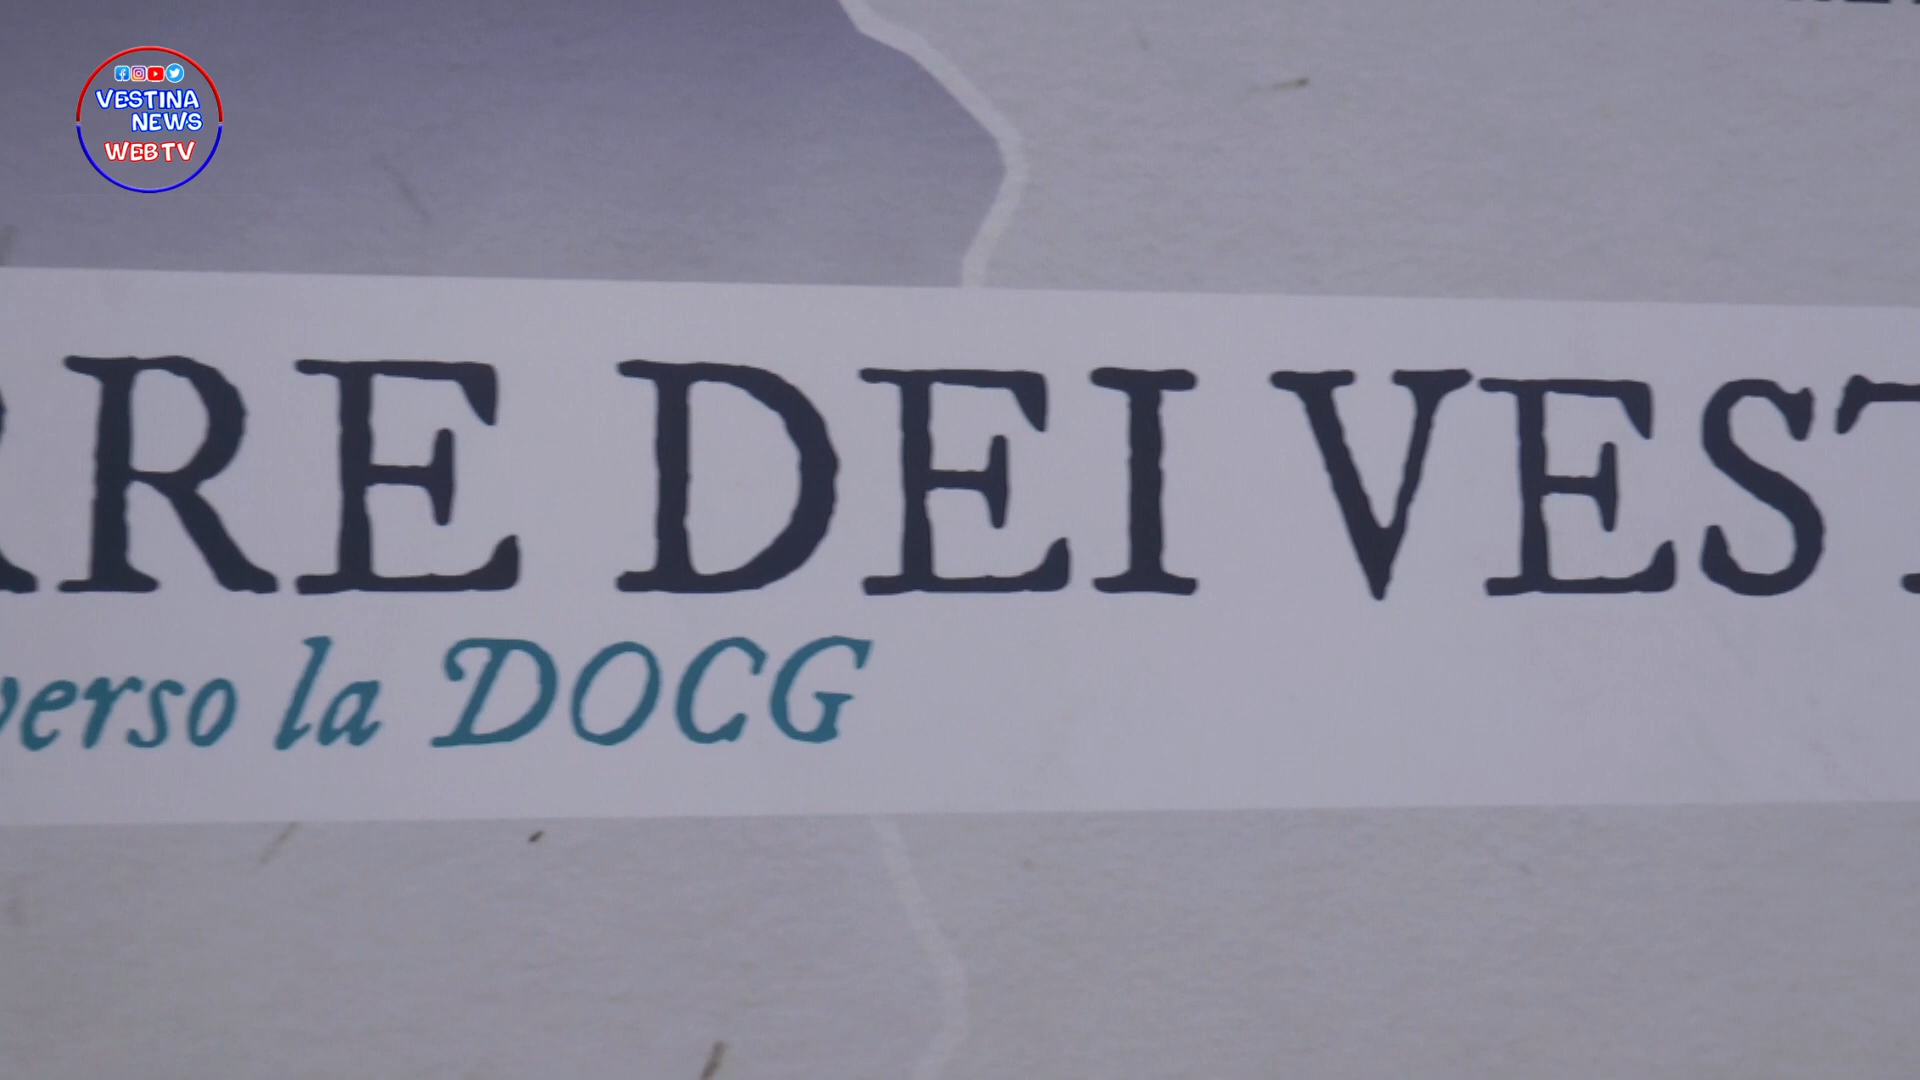 VESTINA
NEWS
WEB TV
RRE DEI VEST
verso la DOCG